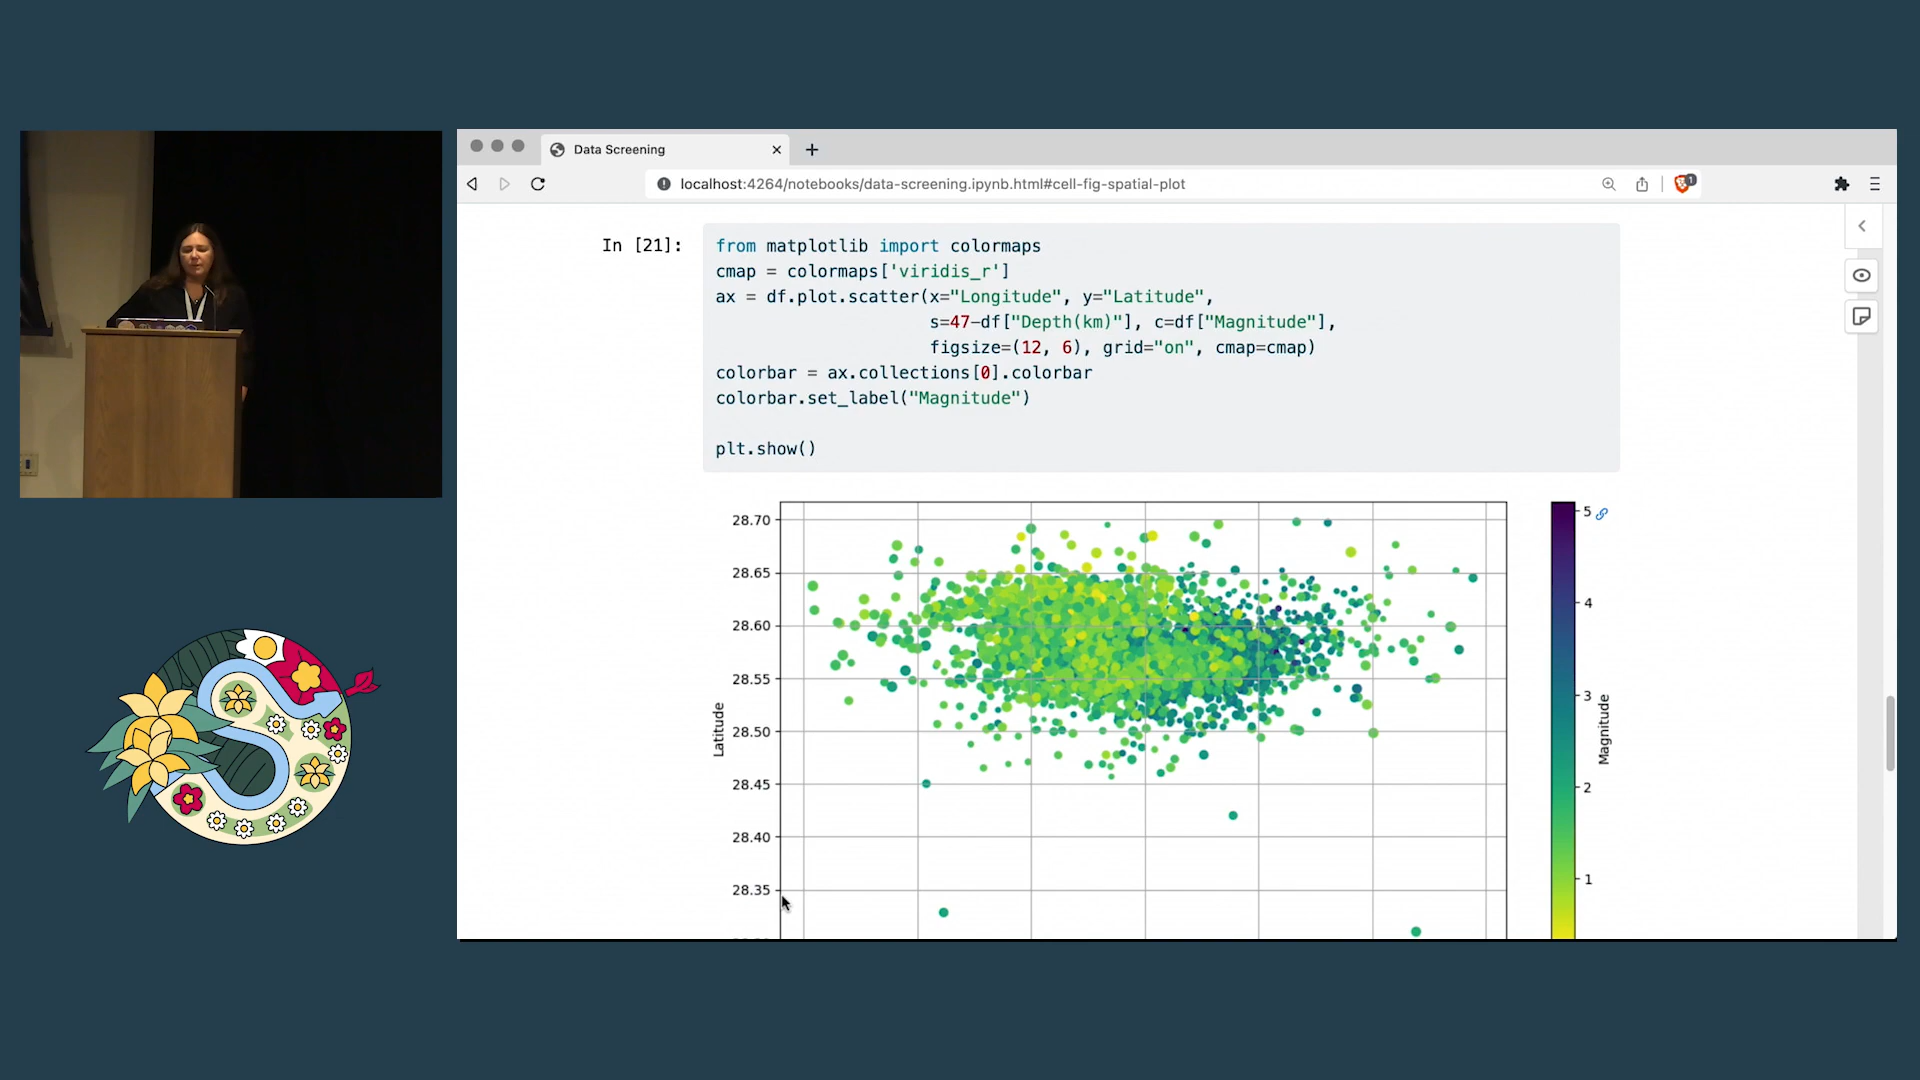 Data Screening
localhost:4264/notebooks/data-screening.ipynb.html#cell-fig-spatial-plot
1
In [21]:
from matplotlib import colormaps
cmap = colormaps['viridis_r']
ax = df.plot.scatter(x="Longitude", y="Latitude",
s=47-df["Depth(km)"], c=df["Magnitude"],
figsize=(12, 6), grid="on", cmap=cmap)
colorbar = ax.collections[0].colorbar
colorbar.set_label("Magnitude")
plt.show()
28.70
28.65
28.60
28.55
28.50
28.45
28.40
28.35
Latitude
5
4
3
2
1
Magnitude